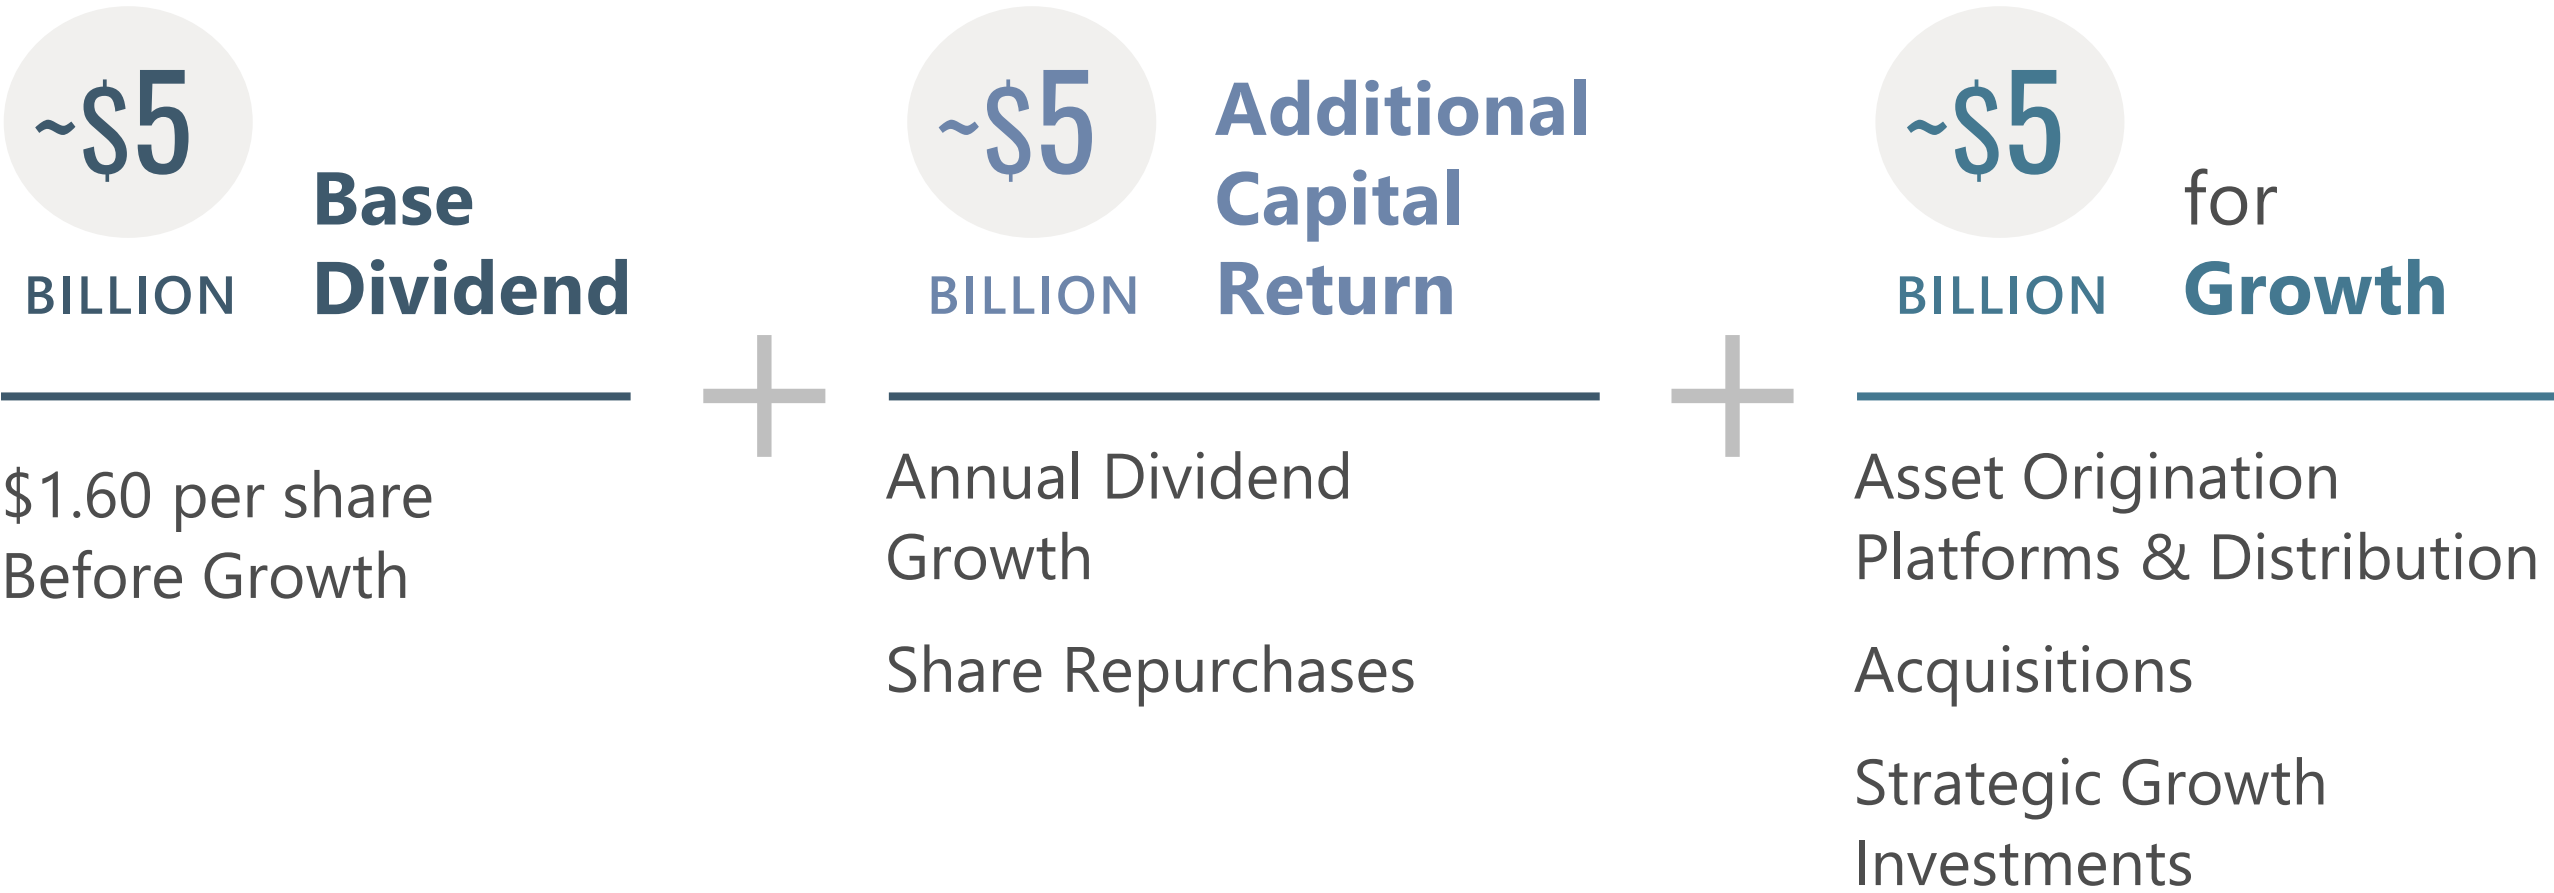 ~$5
BILLION
Base
Dividend
$1.60 per share
Before Growth
+
~$5
BILLION
Additional
Capital
Return
Annual Dividend
Growth
Share Repurchases
+
~$5
BILLION
for
Growth
Asset Origination
Platforms & Distribution
Acquisitions
Strategic Growth
Investments